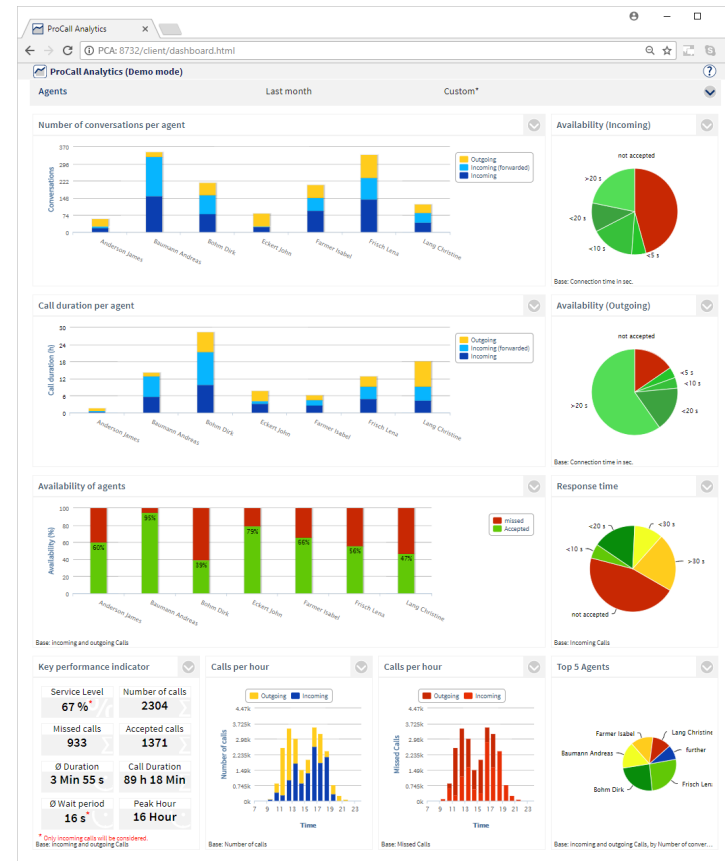 ProCall Analytics
PCA: 8732/client/dashboard.html
ProCall Analytics (Demo mode)
Agents Last month Custom*
Number of conversations per agent
Conversations
370
296
222
148
74
0
Anderson James
Baumann Andreas
Bohm Dirk
Eckert John
Farmer Isabel
Frisch Lena
Lang Christine
Outgoing
Incoming (forwarded)
Incoming
Availability (Incoming)
not accepted
>20 s
<20 s
<10 s
<5 s
Base: Connection time in sec.
Call duration per agent
Call duration (h)
30
24
18
12
6
0
Anderson James
Baumann Andreas
Bohm Dirk
Eckert John
Farmer Isabel
Frisch Lena
Lang Christine
Outgoing
Incoming (forwarded)
Incoming
Availability (Outgoing)
not accepted
<5 s
<10 s
<20 s
>20 s
Base: Connection time in sec.
Availability of agents
Availability (%)
100
80
60
40
20
0
60%
95%
39%
79%
66%
56%
47%
Anderson James
Baumann Andreas
Bohm Dirk
Eckert John
Farmer Isabel
Frisch Lena
Lang Christine
missed
Accepted
Base: incoming and outgoing Calls
Response time
<20 s
<30 s
<10 s
>30 s
not accepted
Base: Incoming Calls
Key performance indicator
Service Level Number of calls
67 %* 2304
Missed calls Accepted calls
933 1371
Ø Duration Call Duration
3 Min 55 s 89 h 18 Min
Ø Wait period Peak Hour
16 s* 16 Hour
* Only incoming calls will be considered.
Base: incoming and outgoing Calls
Calls per hour
Outgoing Incoming
Number of calls
4.47k
3.725k
2.98k
2.235k
1.49k
0.745k
0k
7 9 11 13 15 17 19 21 23
Time
Base: Number of calls
Calls per hour
Outgoing Incoming
Missed Calls
4.47k
3.725k
2.98k
2.235k
1.49k
0.745k
0k
7 9 11 13 15 17 19 21 23
Time
Base: Missed Calls
Top 5 Agents
Farmer Isabel
Lang Christine
Baumann Andreas
further
Bohm Dirk
Frisch Lena
Base: incoming and outgoing Calls, by Number of conver...